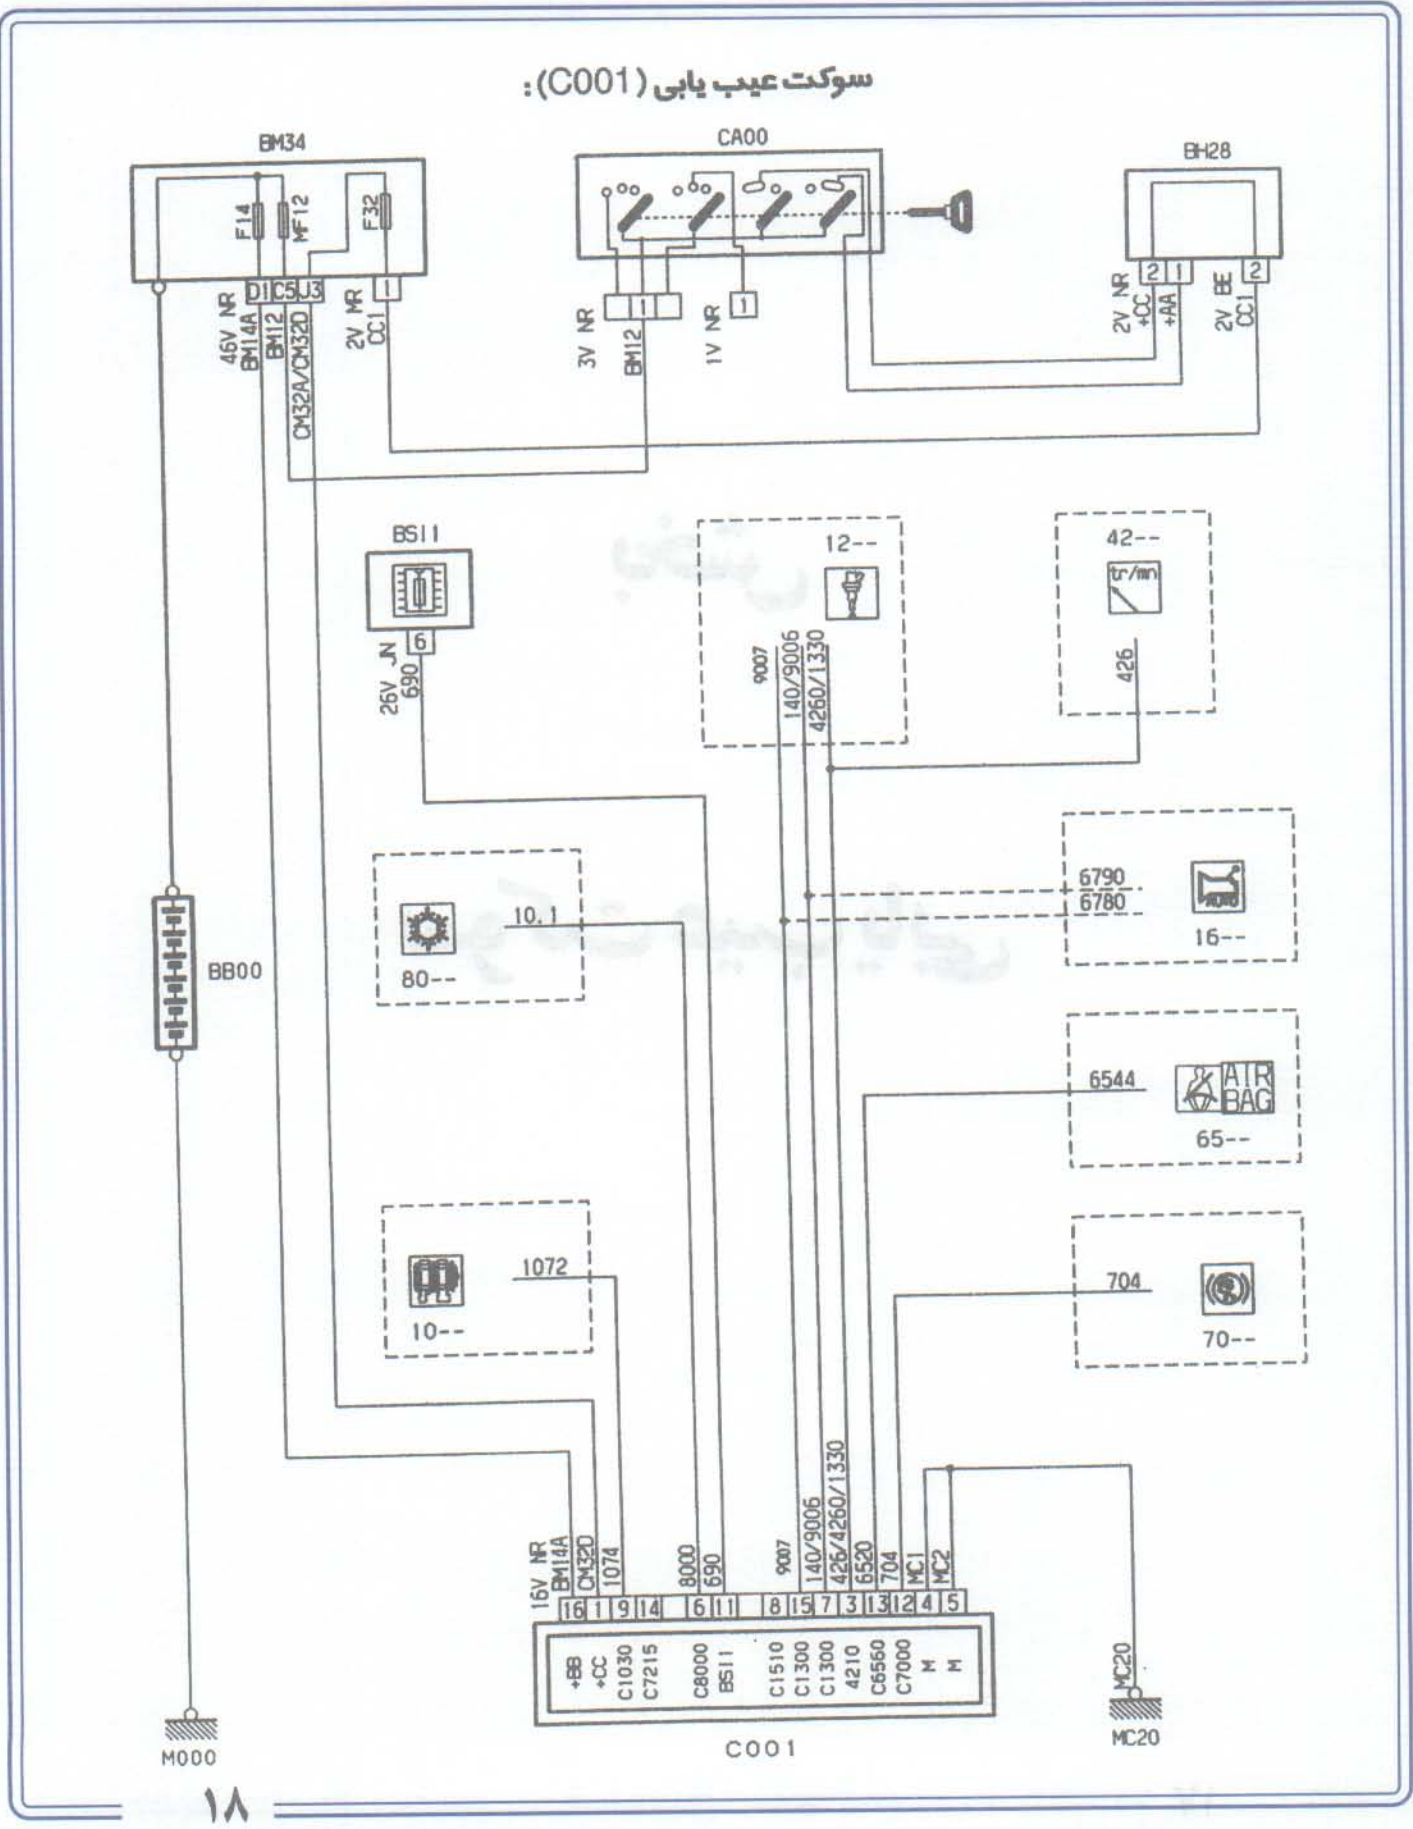 سوکت عیب یابی (C001):
BM34
CA00
BH28
F14
MF12
F32
D1
C5
J3
1
46V NR
BM14A
BM12
CM32A/CM32D
2V MR
CC1
1
3V NR
BM12
1
1V NR
2
1
2
2V NR
+CC
+AA
2V BE
CC1
BSI1
6
26V JN
690
12--
9007
140/9006
4260/1330
42--
tr/mn
426
80--
10.1
6790
6780
AUTO
16--
BB00
6544
AIR
BAG
65--
10--
1072
704
70--
16V NR
BM14A
CM32D
1074
8000
690
9007
140/9006
426/4260/1330
6520
704
MC1
MC2
16
1
9
14
6
11
8
15
7
3
13
12
4
5
+BB
+CC
C1030
C7215
C8000
BSI1
C1510
C1300
C1300
4210
C6560
C7000
M
M
C001
M000
MC20
MC20
۱۸